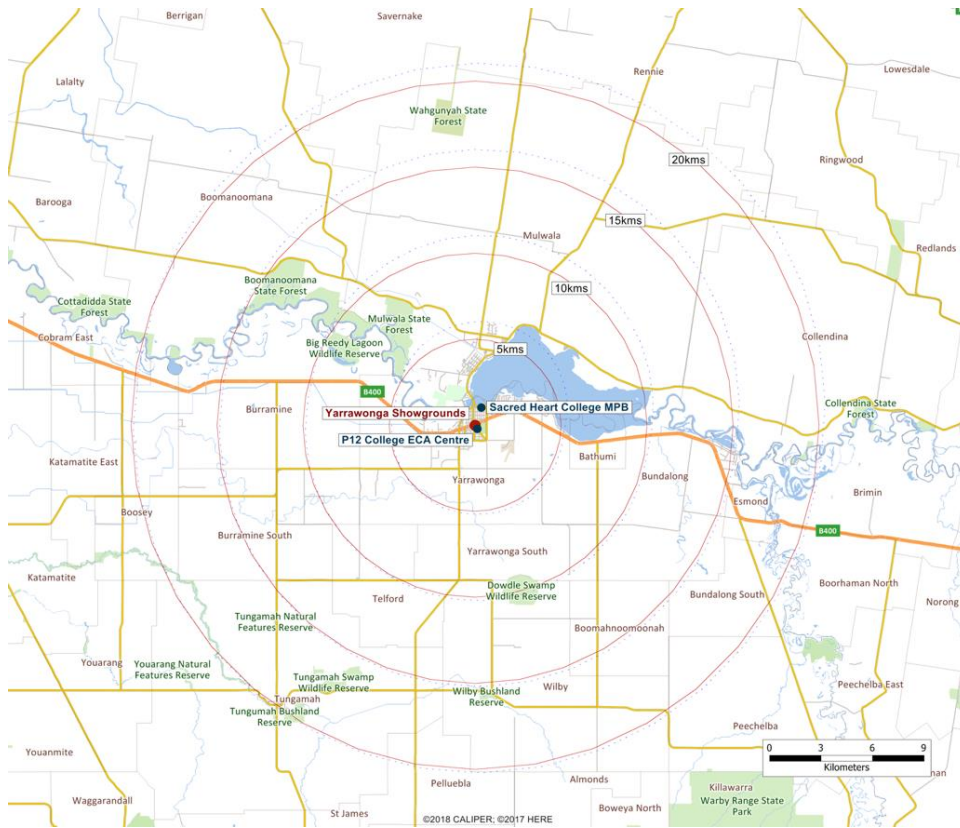 Berrigan
Savernake
Rennie
Lowesdale
Lalalty
Wahgunyah State
Forest
20kms
Ringwood
Barooga
Boomanoomana
15kms
Mulwala
Redlands
Boomanoomana
State Forest
10kms
Cottadidda State
Forest
Mulwala State
Forest
Cobram East
Big Reedy Lagoon
Wildlife Reserve
5kms
Collendina
B400
Burramine
Yarrawonga Showgrounds
Sacred Heart College MPB
Collendina State
Forest
P12 College ECA Centre
Katamatite East
Bathumi
Yarrawonga
Bundalong
Brimin
Boosey
Esmond
Burramine South
B400
Yarrawonga South
Katamatite
Telford
Dowdle Swamp
Wildlife Reserve
Bundalong South
Boorhaman North
Norong
Tungamah Natural
Features Reserve
Boomahnoomoonah
Youarang
Youarang Natural
Features Reserve
Tungamah Swamp
Wildlife Reserve
Wilby
Peechelba East
Tungamah
Wilby Bushland
Reserve
Tungumah Bushland
Reserve
Peechelba
Youanmite
0 3 6 9
Kilometers
Pelluebla
Almonds
Killawarra
Warby Range State
Park
Waggarandall
St James
Boweya North
©2018 CALIPER; ©2017 HERE